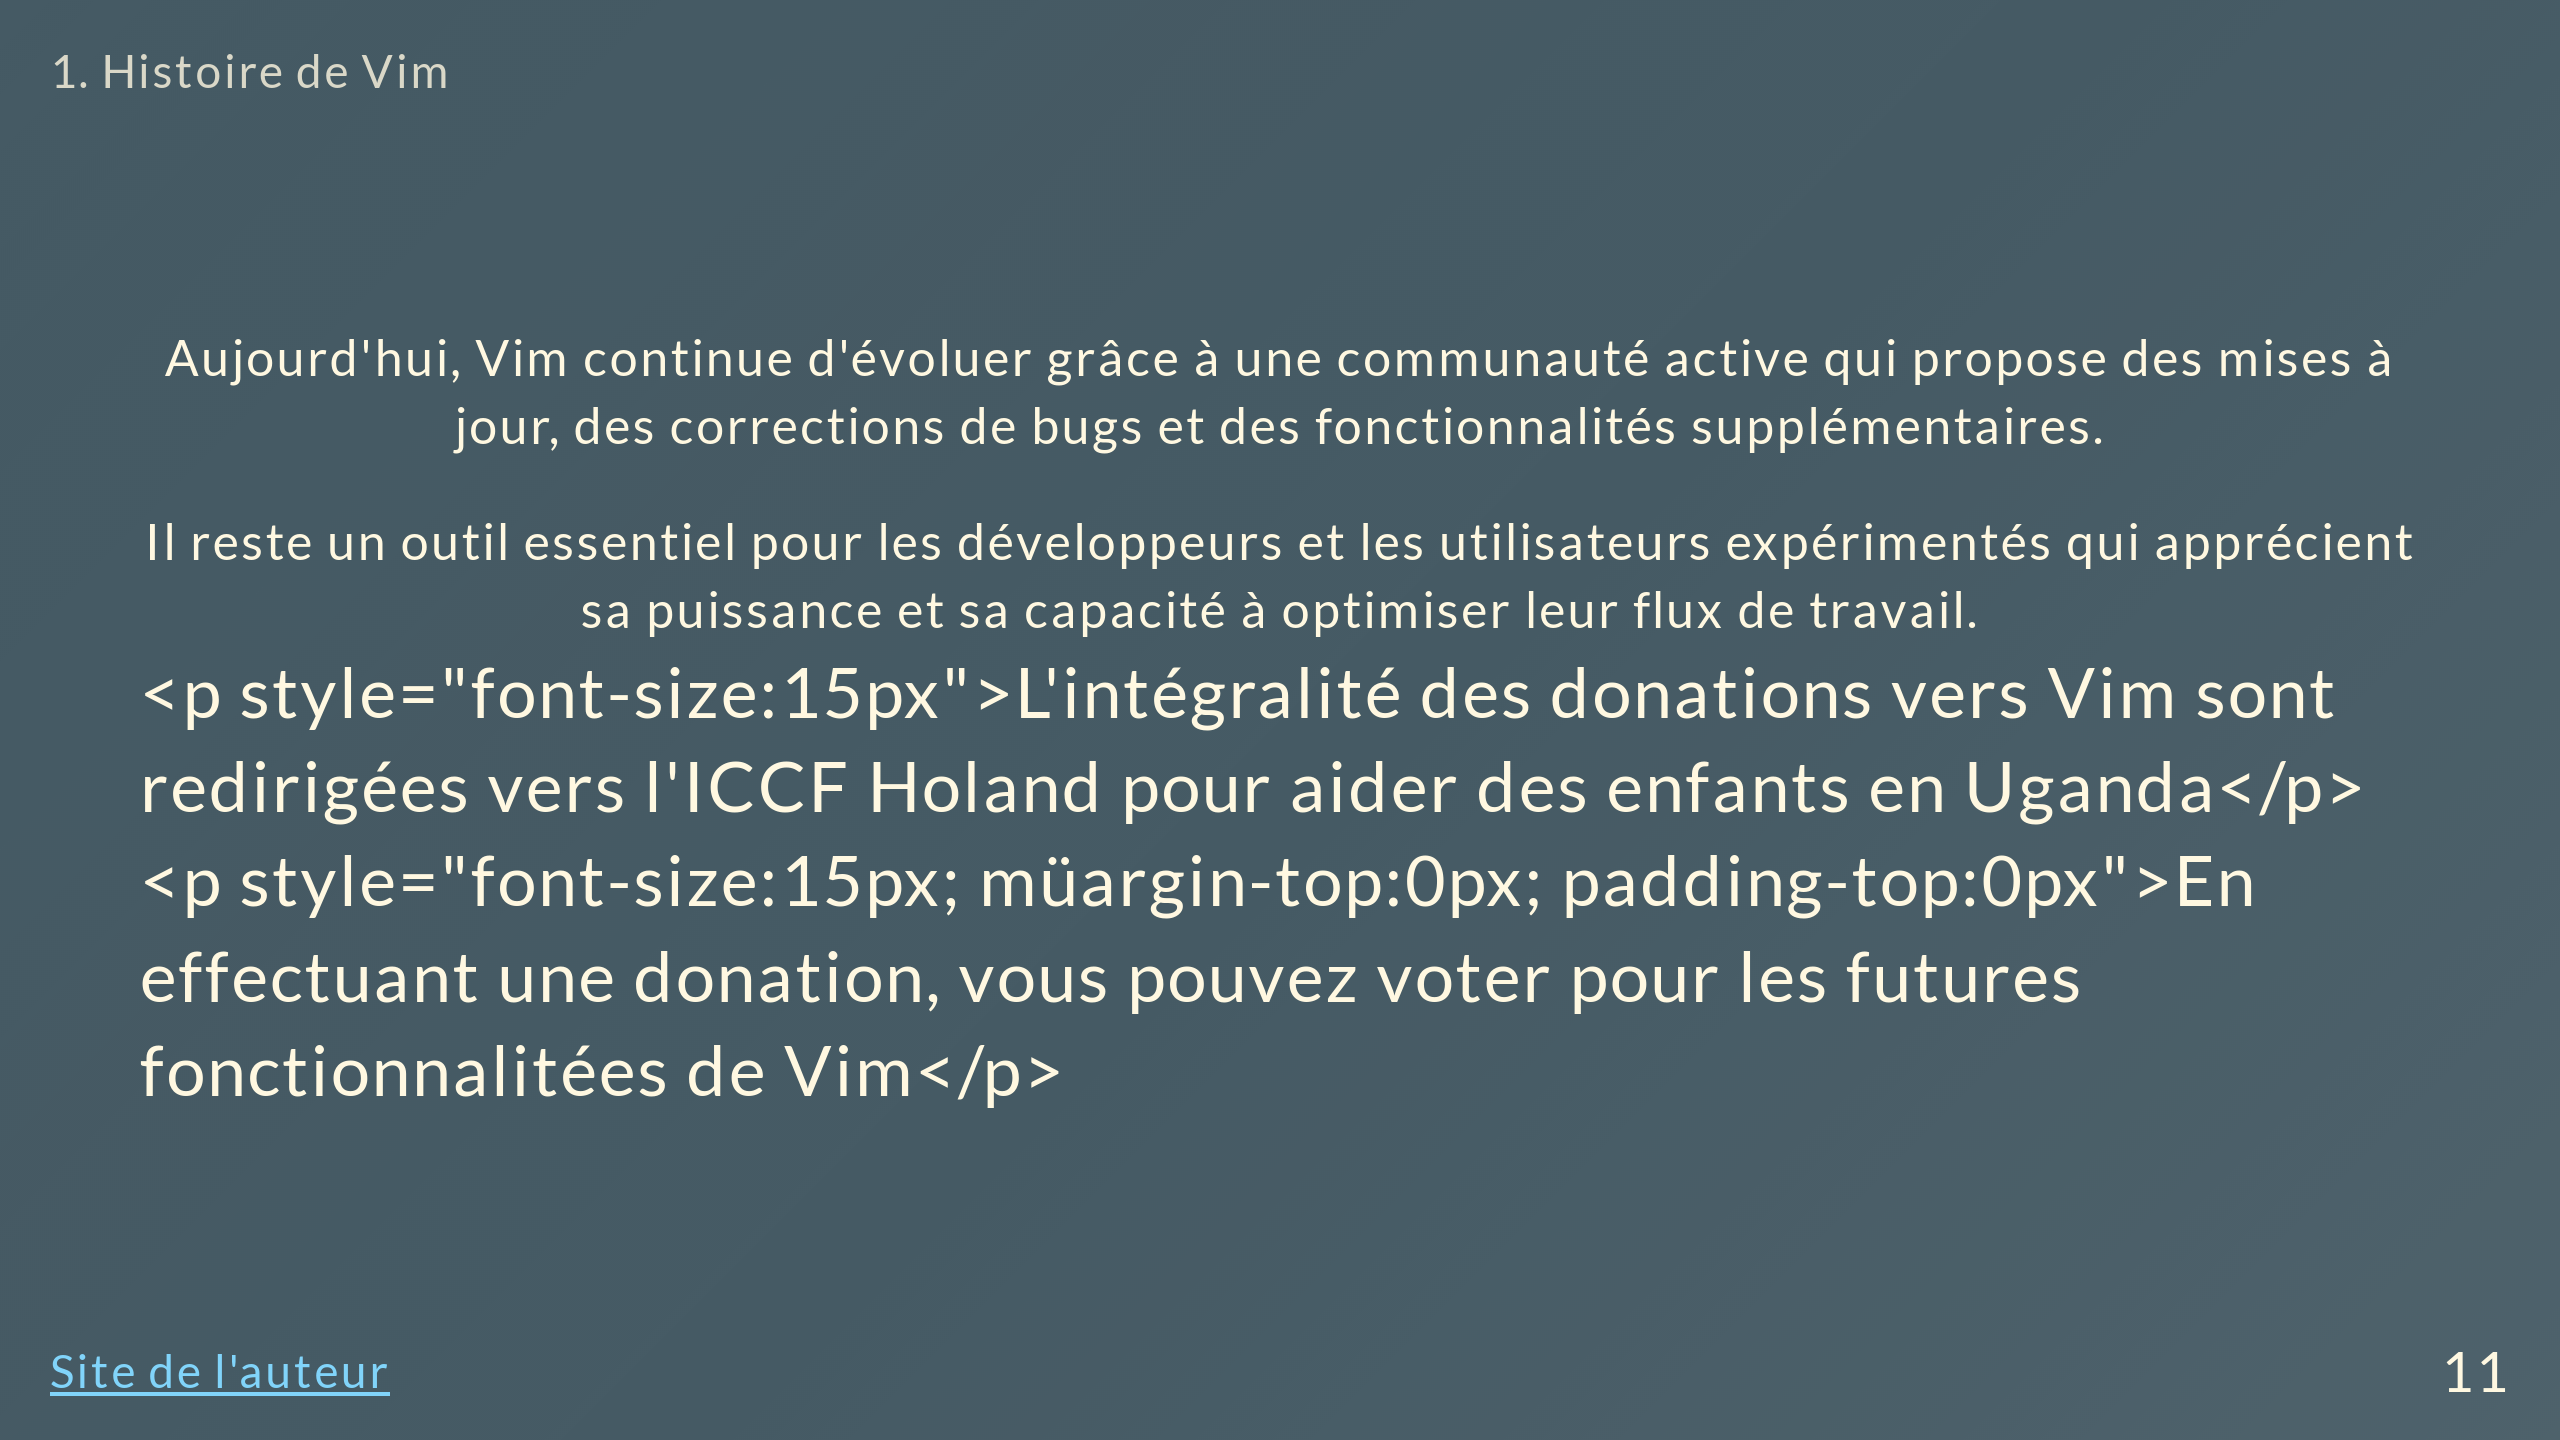 1. Histoire de Vim
Aujourd'hui, Vim continue d'évoluer grâce à une communauté active qui propose des mises à
jour, des corrections de bugs et des fonctionnalités supplémentaires.
Il reste un outil essentiel pour les développeurs et les utilisateurs expérimentés qui apprécient
sa puissance et sa capacité à optimiser leur flux de travail.
<p style="font-size:15px">L'intégralité des donations vers Vim sont
redirigées vers l'ICCF Holand pour aider des enfants en Uganda</p>
<p style="font-size:15px; müargin-top:0px; padding-top:0px">En
effectuant une donation, vous pouvez voter pour les futures
fonctionnalitées de Vim</p>
Site de l'auteur
11